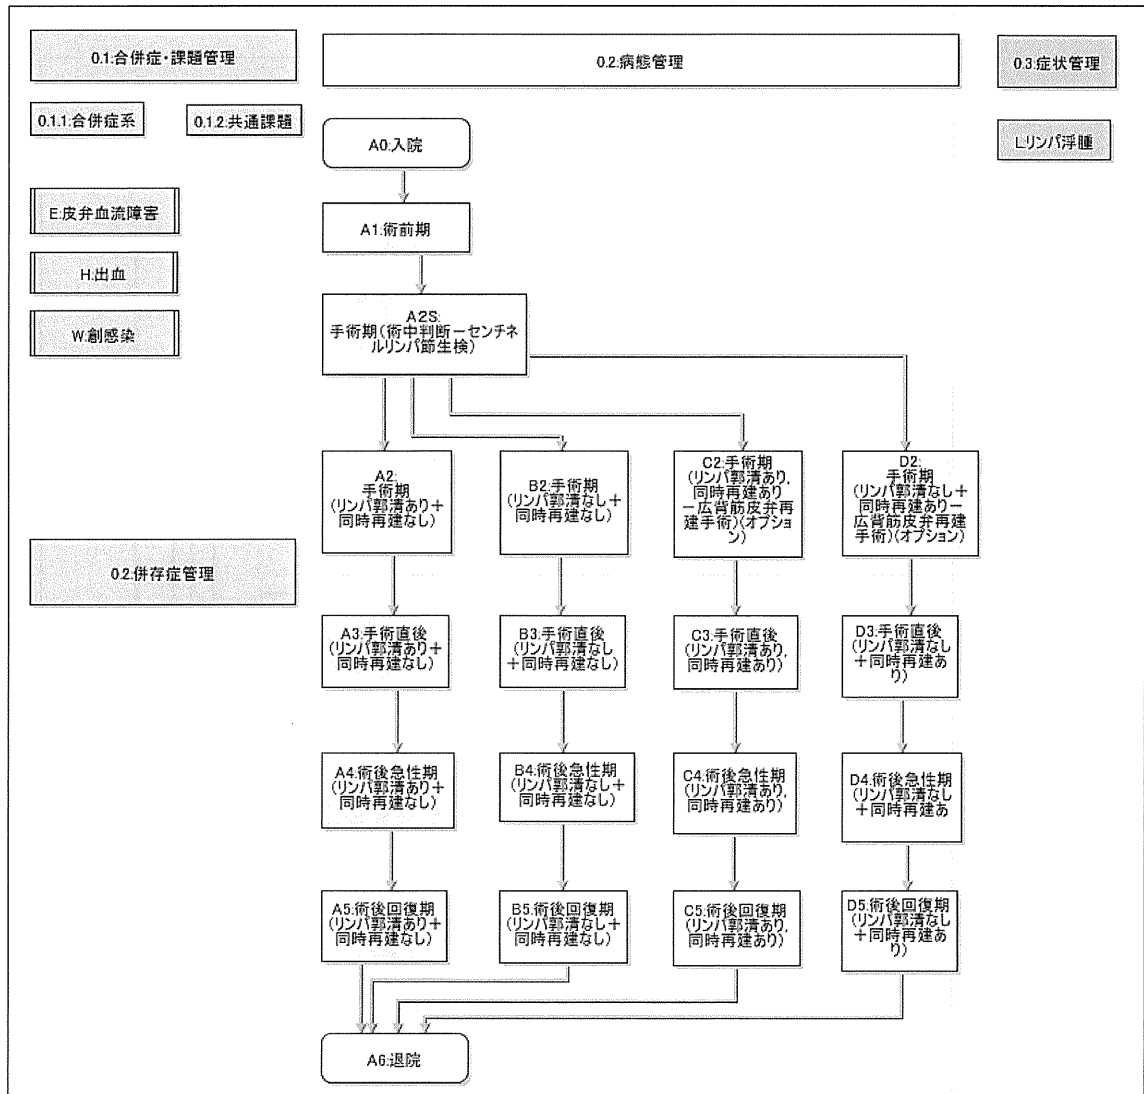 0.1:合併症・課題管理
0.2:病態管理
0.3:症状管理
0.1.1:合併症系
0.1.2:共通課題
L:リンパ浮腫
A0:入院
E:皮弁血流障害
A1:術前期
H:出血
W:創感染
A2S:
手術期(術中判断－センチネ
ルリンパ節生検)
A2:
手術期
(リンパ郭清あり＋
同時再建なし)
B2:手術期
(リンパ郭清なし＋
同時再建なし)
C2:手術期
(リンパ郭清あり,
同時再建あり
－広背筋皮弁再
建手術)(オプショ
ン)
D2:
手術期
(リンパ郭清なし＋
同時再建あり－
広背筋皮弁再建
手術)(オプション)
0.2:併存症管理
A3:手術直後
(リンパ郭清あり＋
同時再建なし)
B3:手術直後
(リンパ郭清なし
＋同時再建なし)
C3:手術直後
(リンパ郭清あり,
同時再建あり)
D3:手術直後
(リンパ郭清なし
＋同時再建あ
り)
A4:術後急性期
(リンパ郭清あり＋
同時再建なし)
B4:術後急性期
(リンパ郭清なし＋
同時再建なし)
C4:術後急性期
(リンパ郭清あり,
同時再建あり)
D4:術後急性期
(リンパ郭清なし
＋同時再建あ
A5:術後回復期
(リンパ郭清あり＋
同時再建なし)
B5:術後回復期
(リンパ郭清なし＋
同時再建なし)
C5:術後回復期
(リンパ郭清あり,
同時再建あり)
D5:術後回復期
(リンパ郭清なし
＋同時再建あ
り)
A6:退院